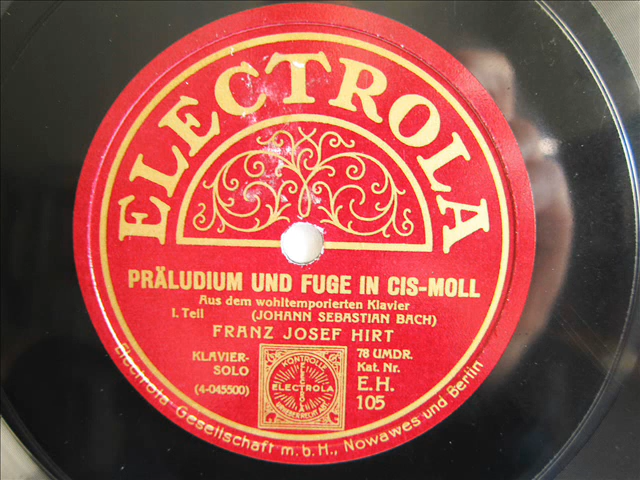 ELECTROLA
PRÄLUDIUM UND FUGE IN CIS-MOLL
Aus dem wohltemporierten Klavier
I. Teil (JOHANN SEBASTIAN BACH)
FRANZ JOSEF HIRT
KLAVIER-
SOLO
(4-045500)
KONTROLLE
ELECTROLA
78 UMDR.
Kat. Nr.
E.H.
105
Electrola-Gesellschaft m.b.H., Nowawes und Berlin